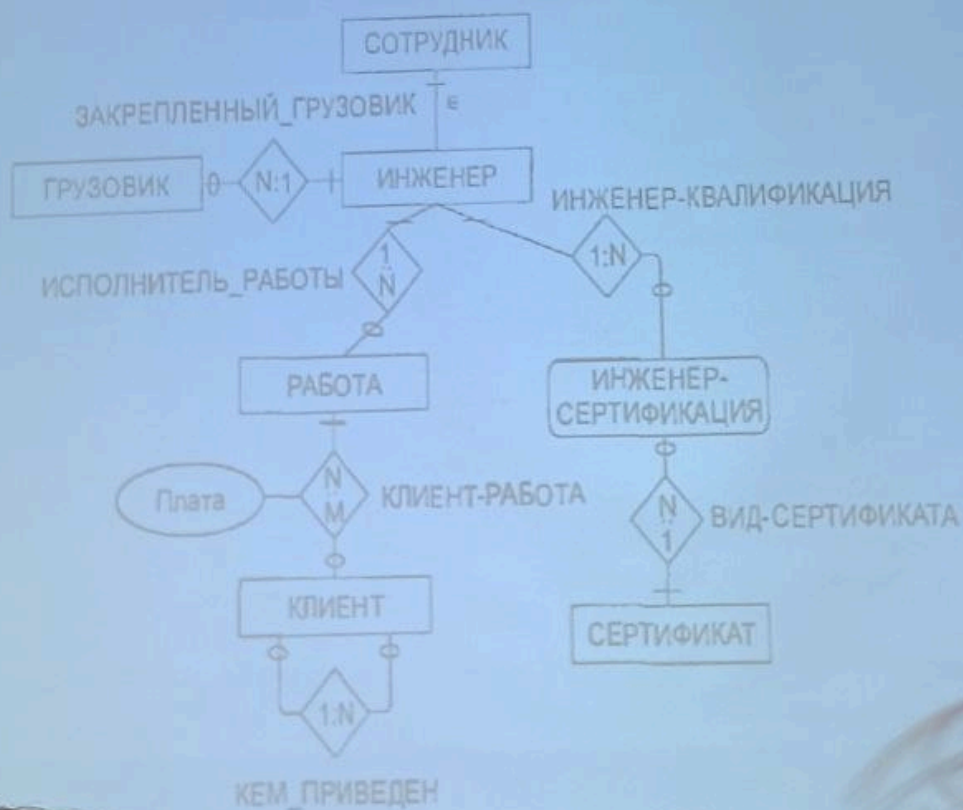 СОТРУДНИК
ЗАКРЕПЛЕННЫЙ_ГРУЗОВИК
Є
ГРУЗОВИК
N:1
ИНЖЕНЕР
ИНЖЕНЕР-КВАЛИФИКАЦИЯ
1:N
ИСПОЛНИТЕЛЬ_РАБОТЫ
1
N
РАБОТА
ИНЖЕНЕР-
СЕРТИФИКАЦИЯ
Плата
N
M
КЛИЕНТ-РАБОТА
N
1
ВИД-СЕРТИФИКАТА
КЛИЕНТ
СЕРТИФИКАТ
1:N
КЕМ_ПРИВЕДЕН